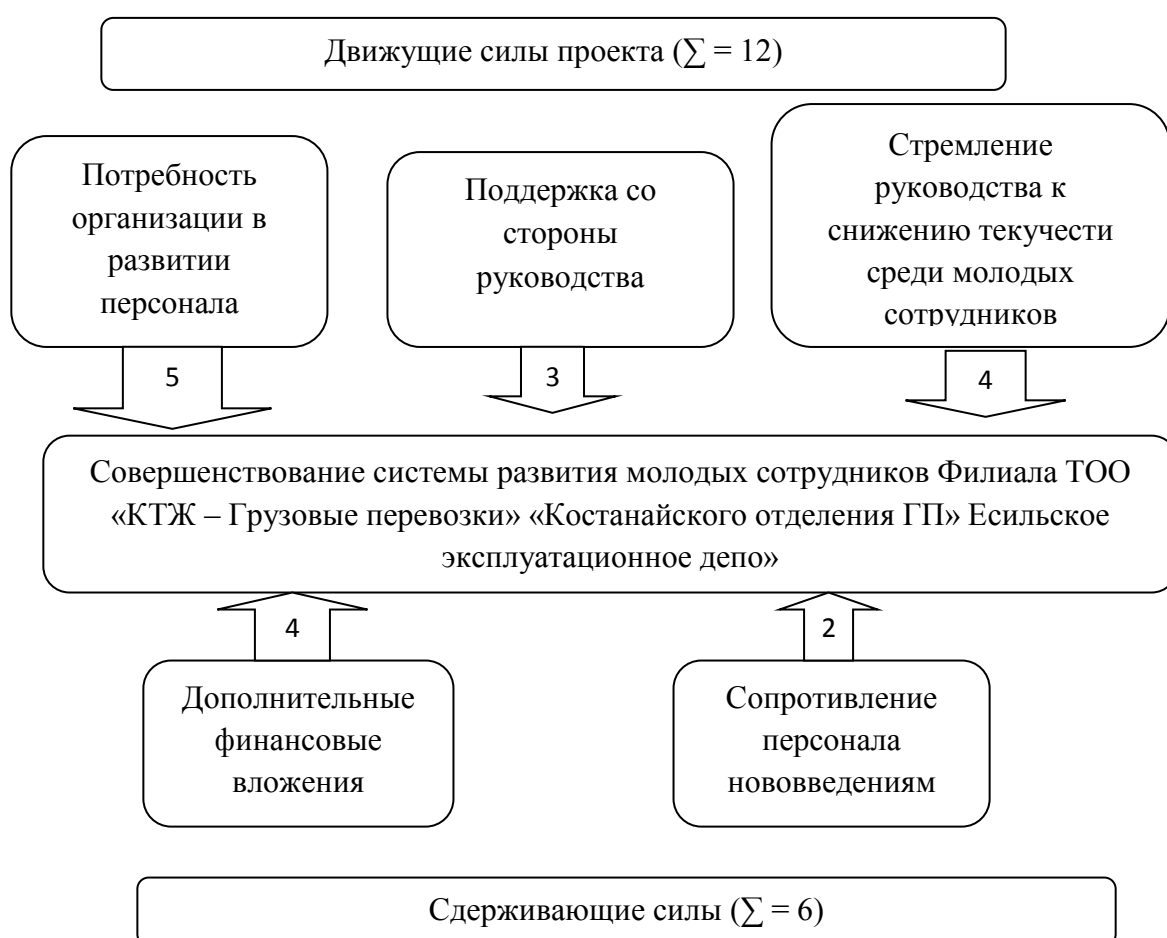 Движущие силы проекта (∑ = 12)
Потребность
организации в
развитии
персонала
Поддержка со
стороны
руководства
Стремление
руководства к
снижению текучести
среди молодых
сотрудников
5
3
4
Совершенствование системы развития молодых сотрудников Филиала ТОО
«КТЖ – Грузовые перевозки» «Костанайского отделения ГП» Есильское
эксплуатационное депо»
4
2
Дополнительные
финансовые
вложения
Сопротивление
персонала
нововведениям
Сдерживающие силы (∑ = 6)